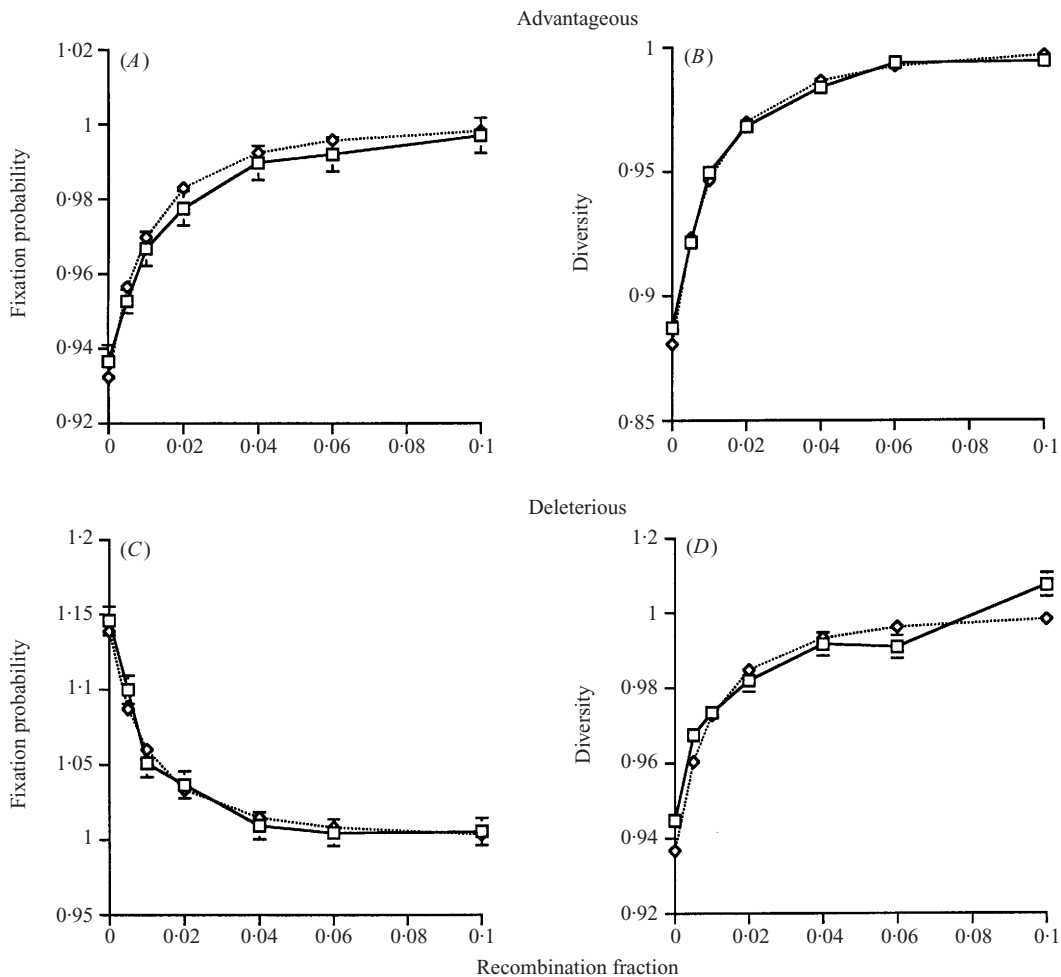 Advantageous
(A)
Fixation probability
1·02
1
0·98
0·96
0·94
0·92
0 0·02 0·04 0·06 0·08 0·1
(B)
Diversity
1
0·95
0·9
0·85
0 0·02 0·04 0·06 0·08 0·1
Deleterious
(C)
Fixation probability
1·2
1·15
1·1
1·05
1
0·95
0 0·02 0·04 0·06 0·08 0·1
(D)
Diversity
1·2
1
0·98
0·96
0·94
0·92
0 0·02 0·04 0·06 0·08 0·1
Recombination fraction